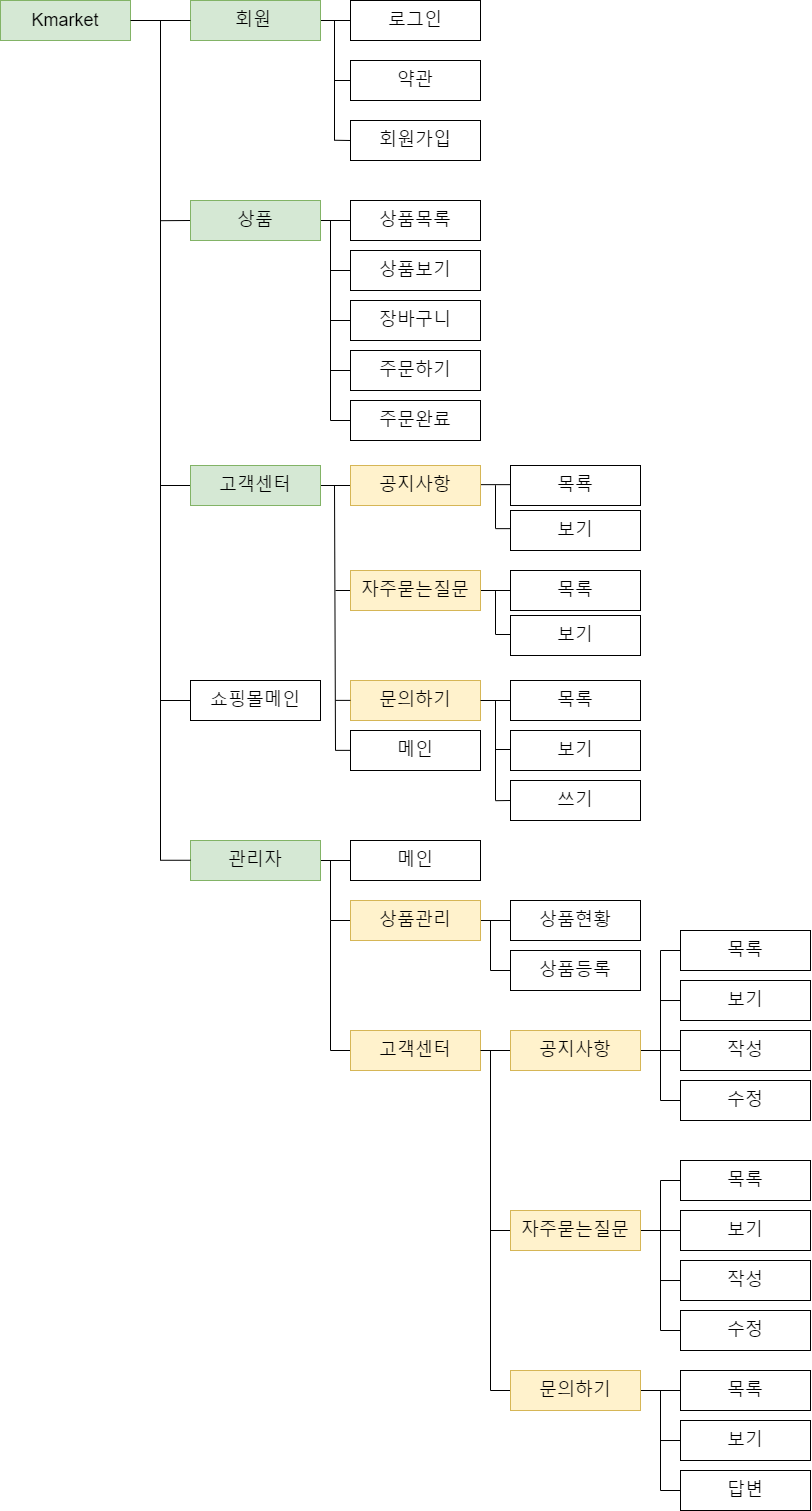 Kmarket
회원
로그인
약관
회원가입
상품
상품목록
상품보기
장바구니
주문하기
주문완료
고객센터
공지사항
목룍
보기
자주묻는질문
목록
보기
쇼핑몰메인
문의하기
목록
메인
보기
쓰기
관리자
메인
상품관리
상품현황
상품등록
고객센터
공지사항
목록
보기
작성
수정
자주묻는질문
목록
보기
작성
수정
문의하기
목록
보기
답변